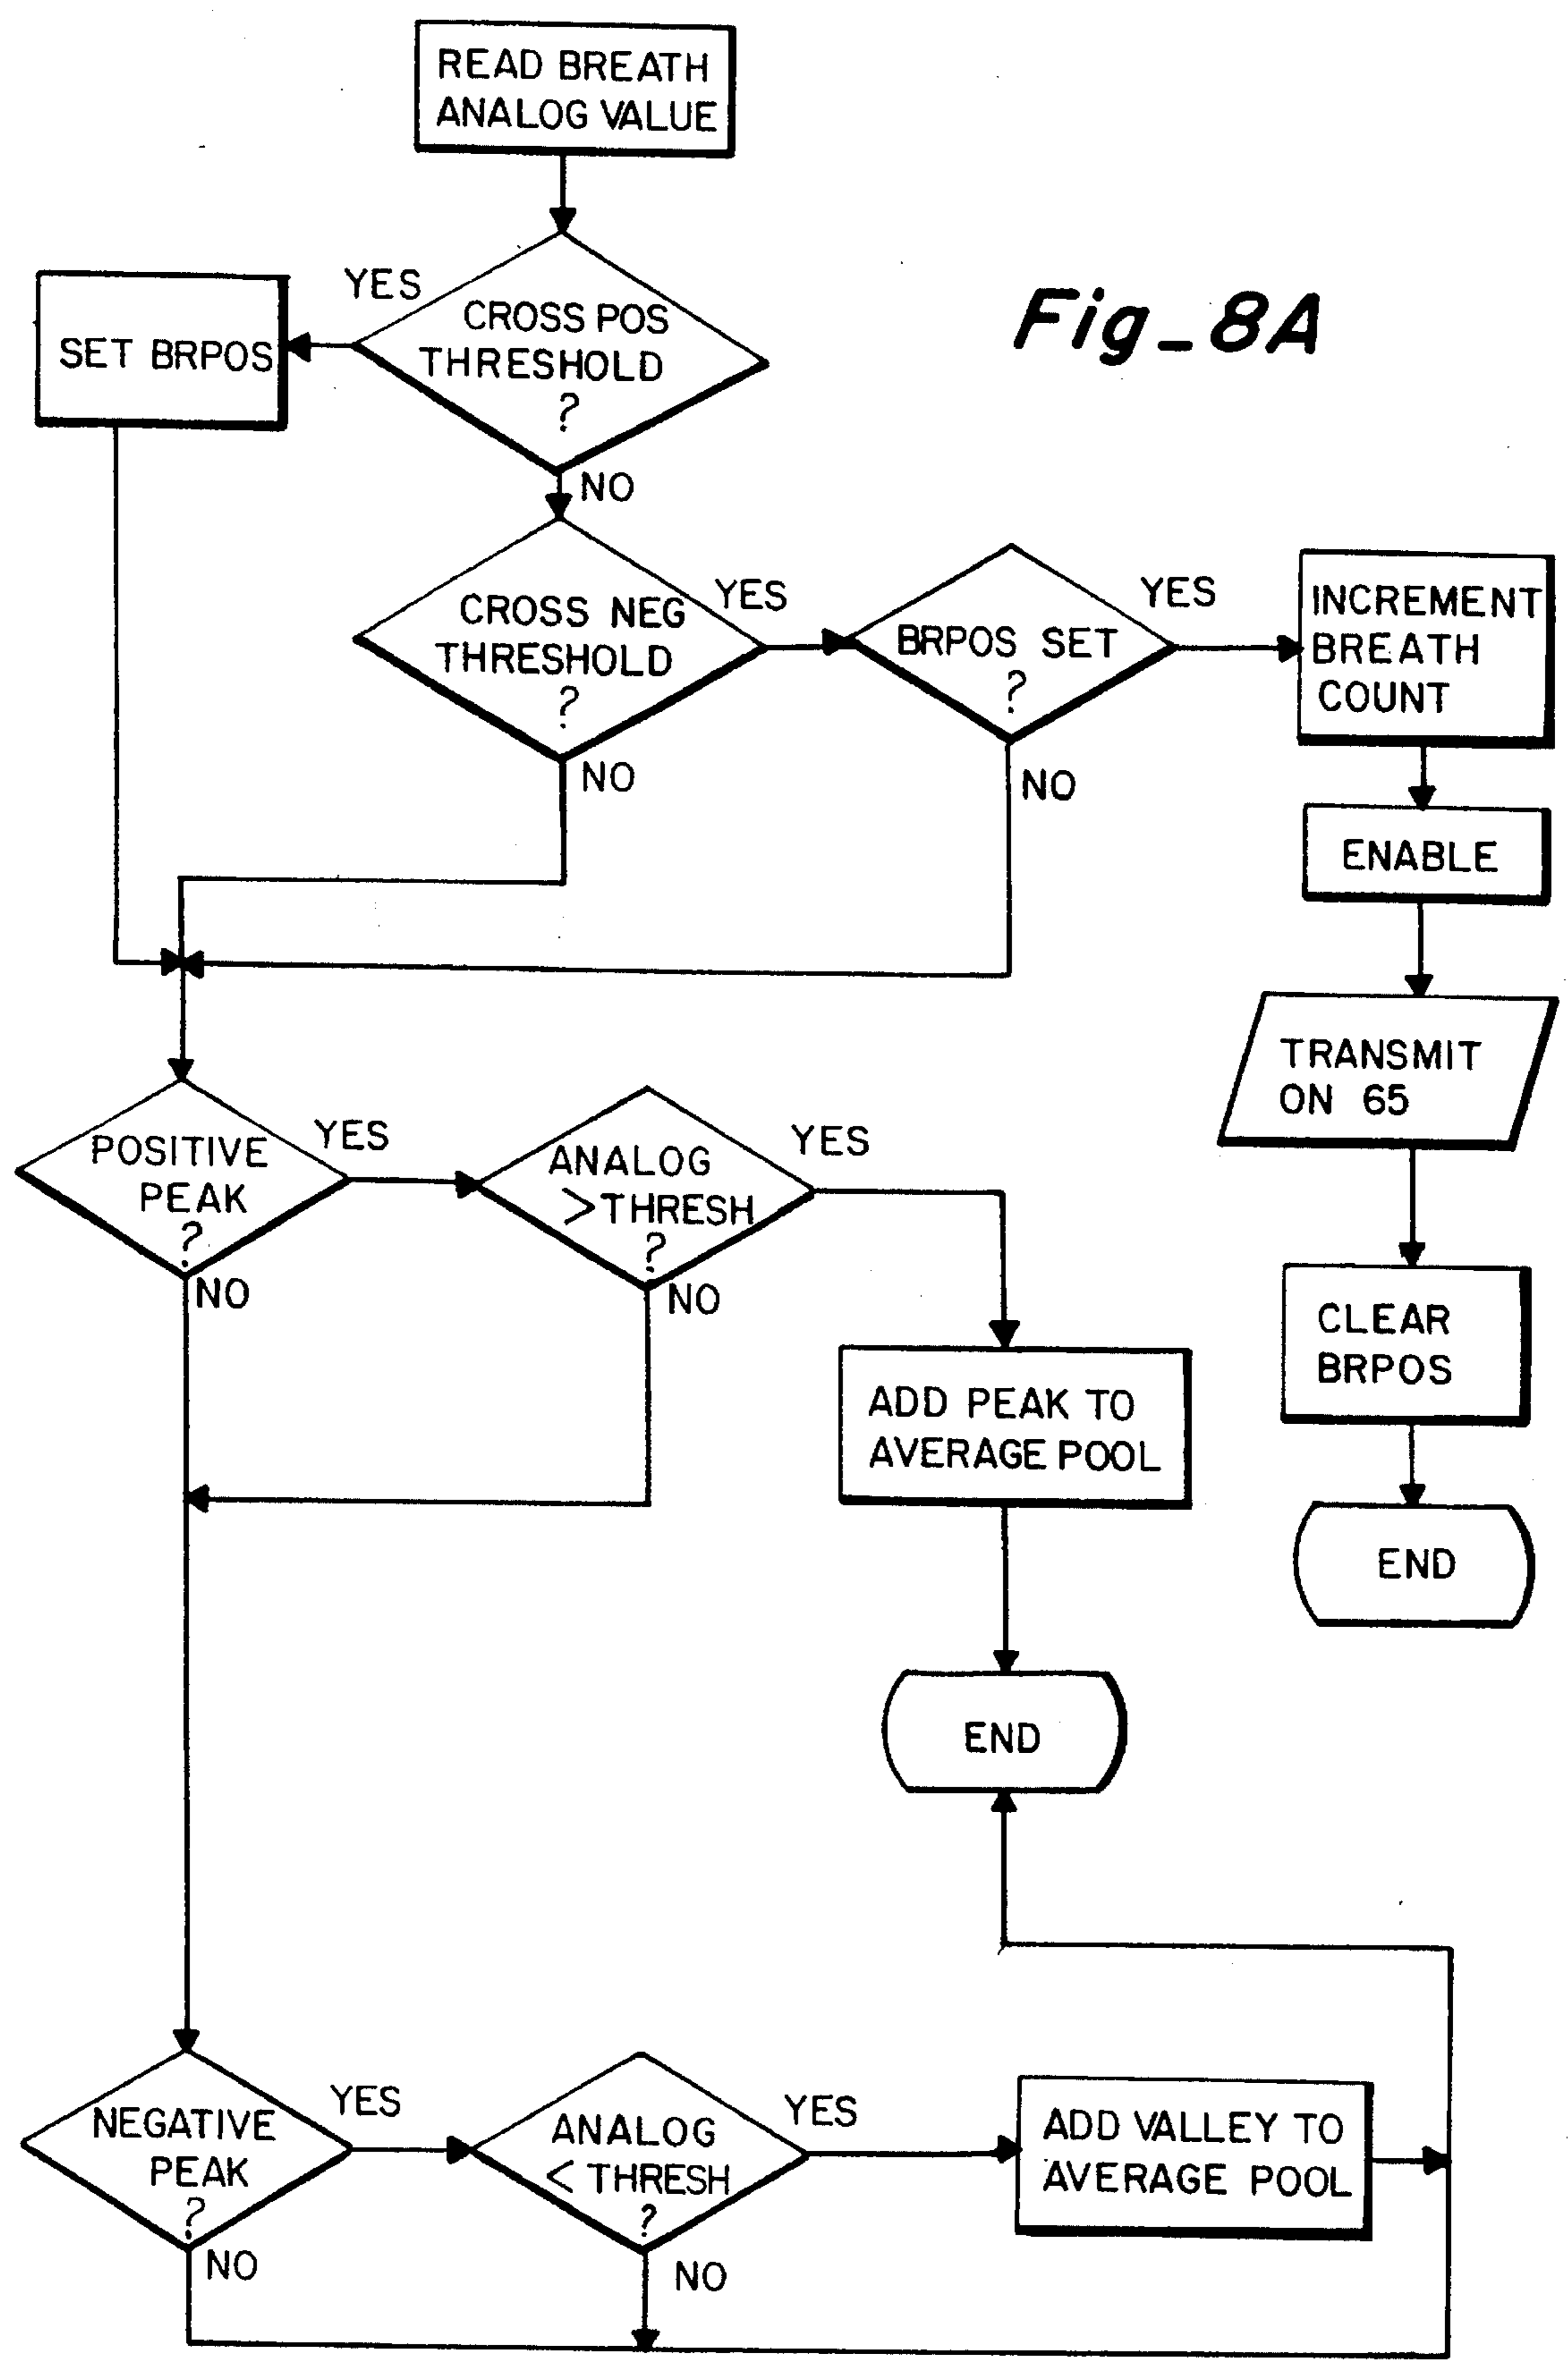 READ BREATH
ANALOG VALUE
YES
CROSS POS
THRESHOLD
?
SET BRPOS
Fig_8A
NO
CROSS NEG
THRESHOLD
?
YES
BRPOS SET
?
YES
INCREMENT
BREATH
COUNT
NO
NO
ENABLE
TRANSMIT
ON 65
POSITIVE
PEAK
?
YES
ANALOG
>THRESH
?
YES
NO
NO
CLEAR
BRPOS
ADD PEAK TO
AVERAGE POOL
END
END
NEGATIVE
PEAK
?
YES
ANALOG
< THRESH
?
YES
ADD VALLEY TO
AVERAGE POOL
NO
NO